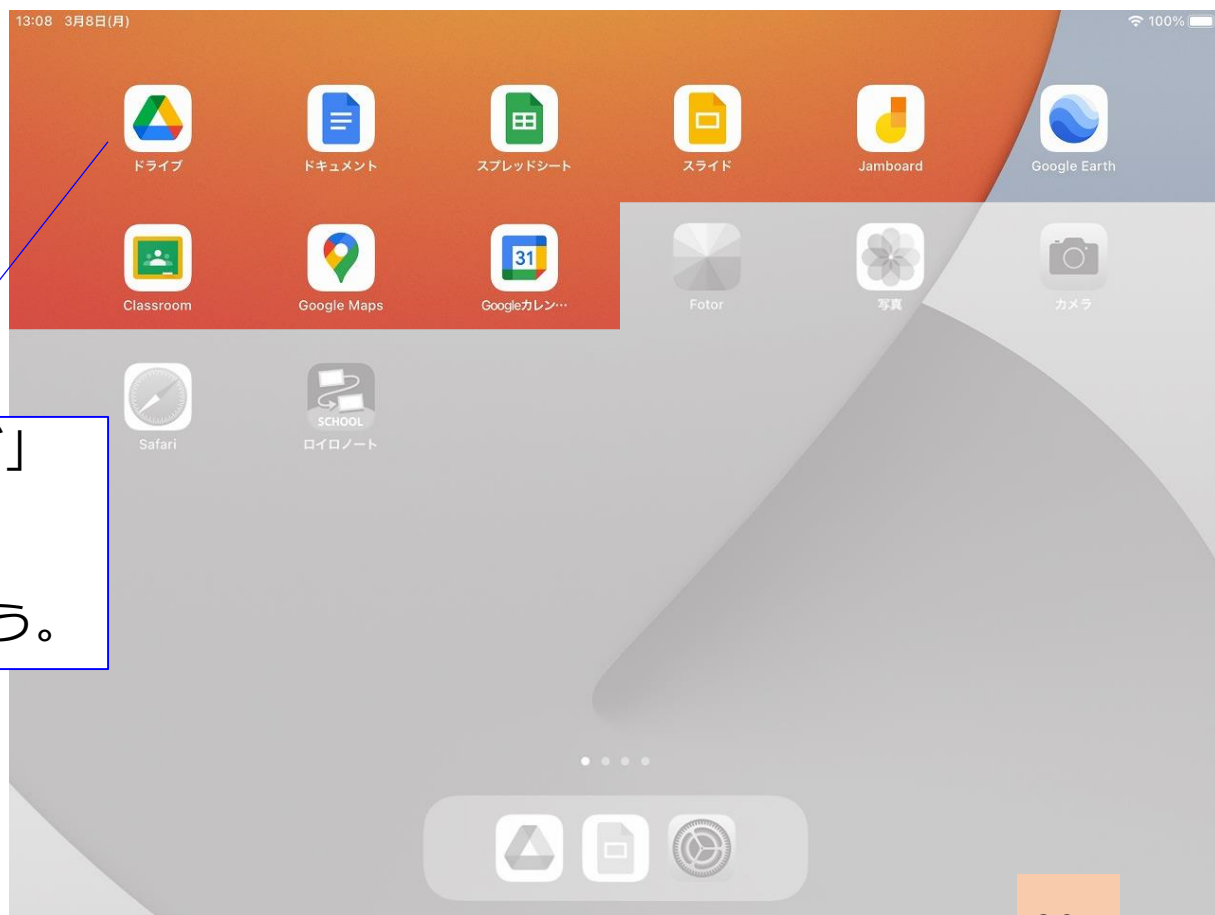 13:08 3月8日(月)
100%
ドライブ
ドキュメント
スプレッドシート
スライド
Jamboard
Google Earth
Classroom
Google Maps
31
Googleカレン…
Fotor
写真
カメラ
Safari
SCHOOL
ロイロノート
」
う。